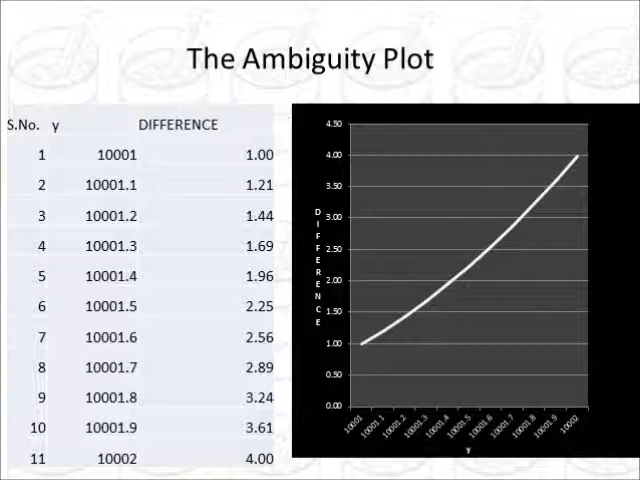 The Ambiguity Plot
S.No. y DIFFERENCE
1 10001 1.00
2 10001.1 1.21
3 10001.2 1.44
4 10001.3 1.69
5 10001.4 1.96
6 10001.5 2.25
7 10001.6 2.56
8 10001.7 2.89
9 10001.8 3.24
10 10001.9 3.61
11 10002 4.00
4.50
4.00
3.50
3.00
2.50
2.00
1.50
1.00
0.50
0.00
DIFFERENCE
10001 10001.1 10001.2 10001.3 10001.4 10001.5 10001.6 10001.7 10001.8 10001.9 10002
y